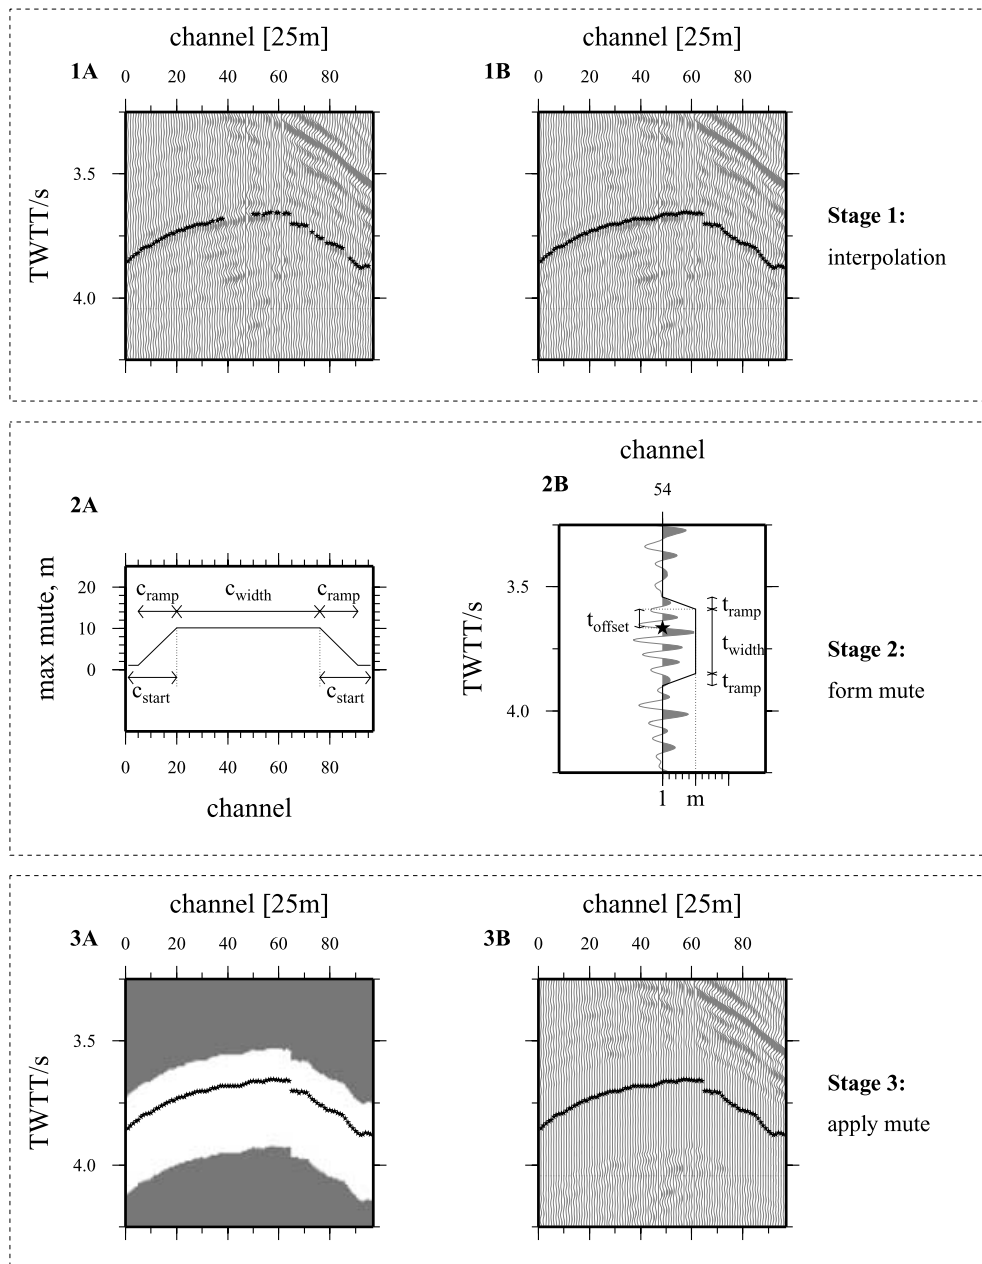 channel [25m]
channel [25m]
1A
0 20 40 60 80
1B
0 20 40 60 80
TWTT/s
3.5
4.0
Stage 1:
interpolation
channel
2A
2B
54
max mute, m
20
10
0
c_ramp c_width c_ramp
c_start c_start
0 20 40 60 80
channel
TWTT/s
3.5
4.0
t_offset
t_ramp
t_width
t_ramp
1 m
Stage 2:
form mute
channel [25m]
channel [25m]
3A
0 20 40 60 80
3B
0 20 40 60 80
TWTT/s
3.5
4.0
Stage 3:
apply mute